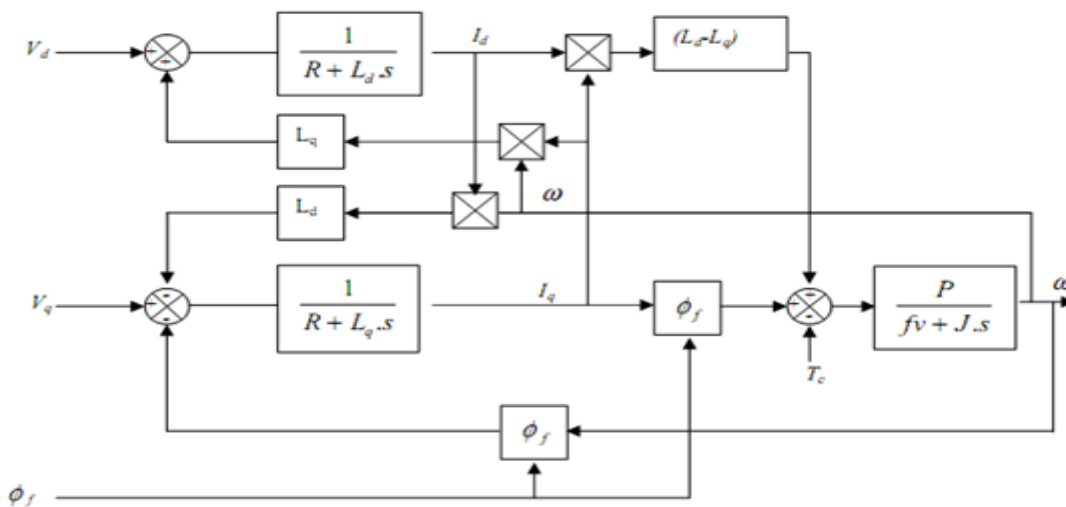 V_d
+
+
1
R + L_d.s
I_d
(L_d-L_q)
L_q
L_d
ω
V_q
+
-
-
1
R + L_q.s
I_q
ϕ_f
+
+
-
T_c
P
fv + J.s
ω
ϕ_f
ϕ_f